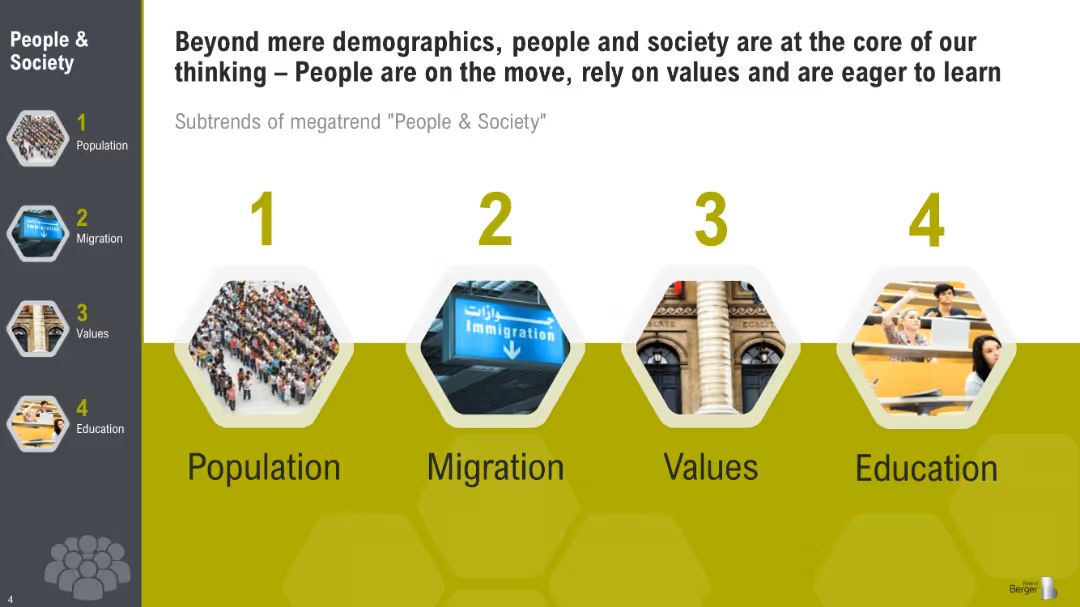 People &
Society
1
Population
2
Migration
3
Values
4
Education
4
Beyond mere demographics, people and society are at the core of our
thinking – People are on the move, rely on values and are eager to learn
Subtrends of megatrend "People & Society"
1
2
3
4
جوازات
Immigration
EGALITE
Population
Migration
Values
Education
Roland
Berger